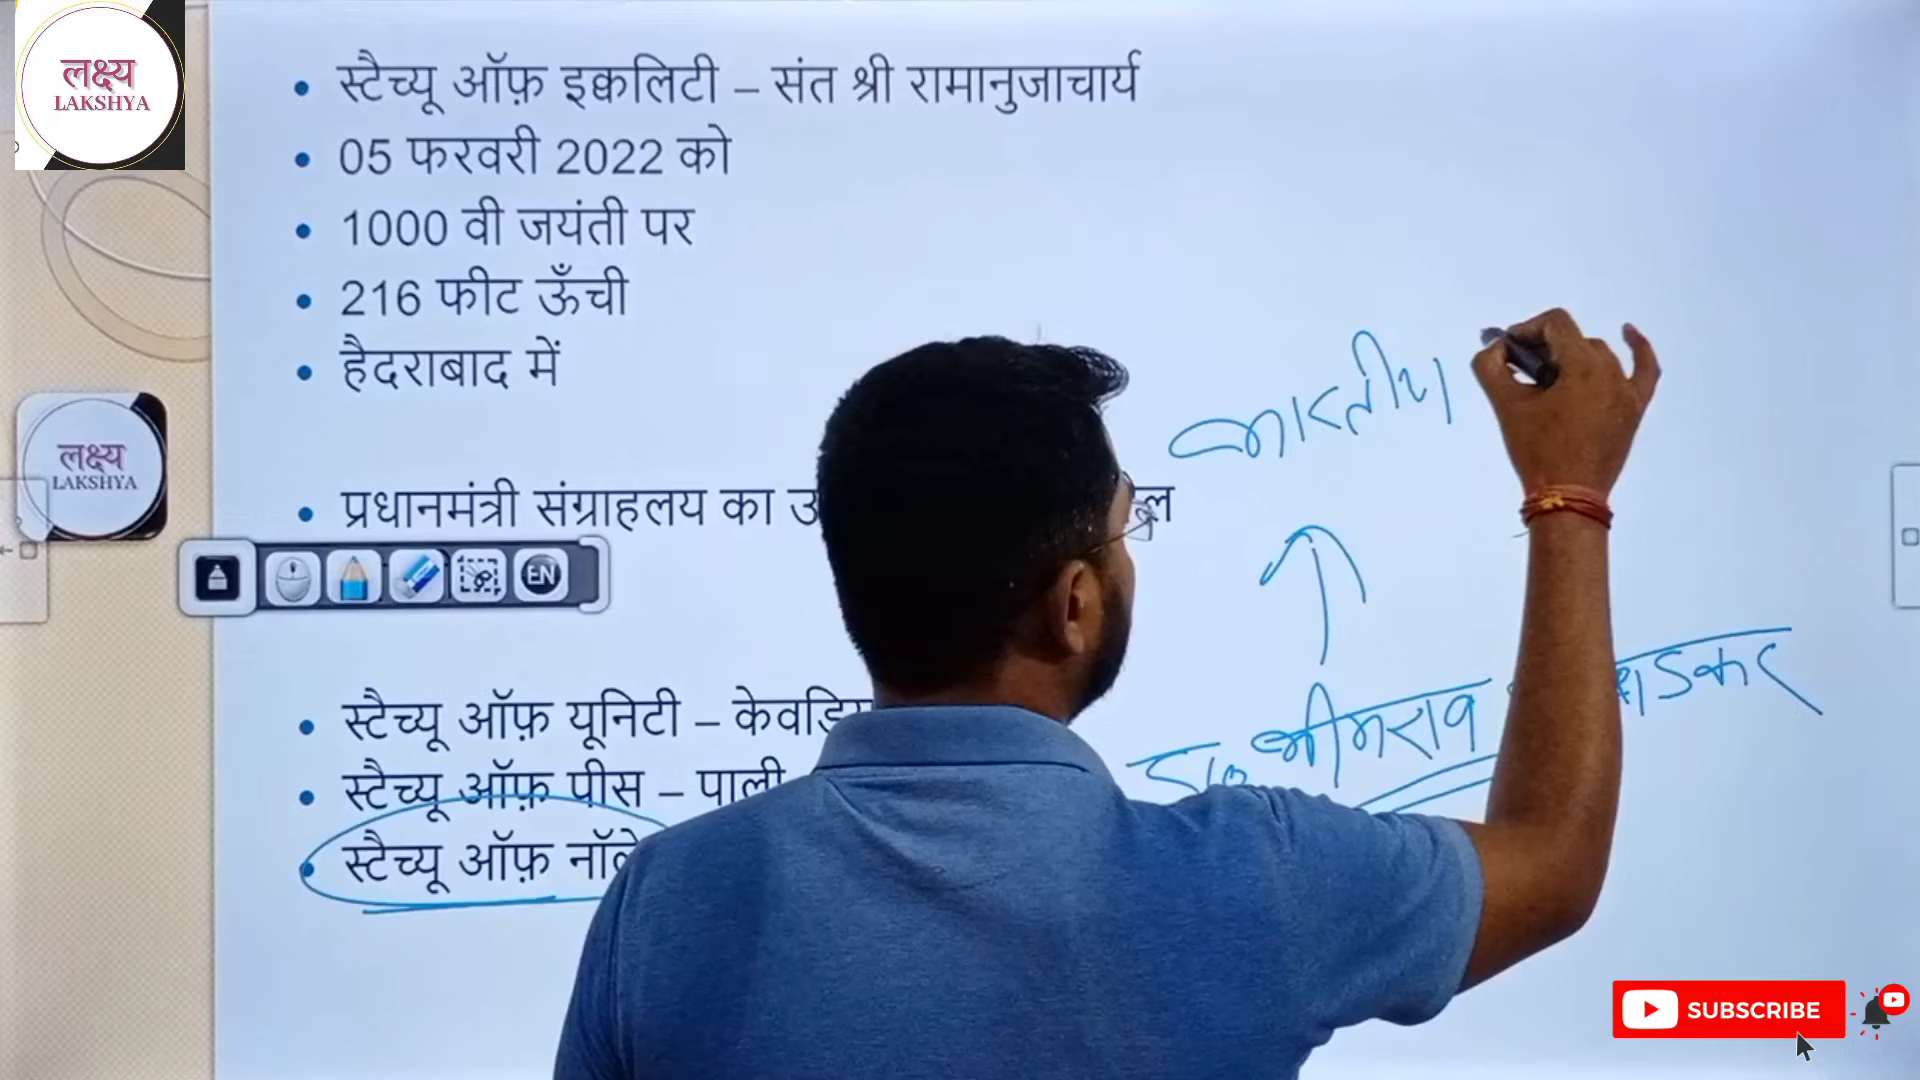 लक्ष्य
LAKSHYA
• स्टैच्यू ऑफ़ इक्वलिटी – संत श्री रामानुजाचार्य
• 05 फरवरी 2022 को
• 1000 वी जयंती पर
• 216 फीट ऊँची
• हैदराबाद में
लक्ष्य
LAKSHYA
• प्रधानमंत्री संग्राहलय का
EN
• स्टैच्यू ऑफ़ यूनिटी –
• स्टैच्यू ऑफ़ पीस – पाली
• स्टैच्यू ऑफ़
भारतीय
डा० भीमराव
SUBSCRIBE